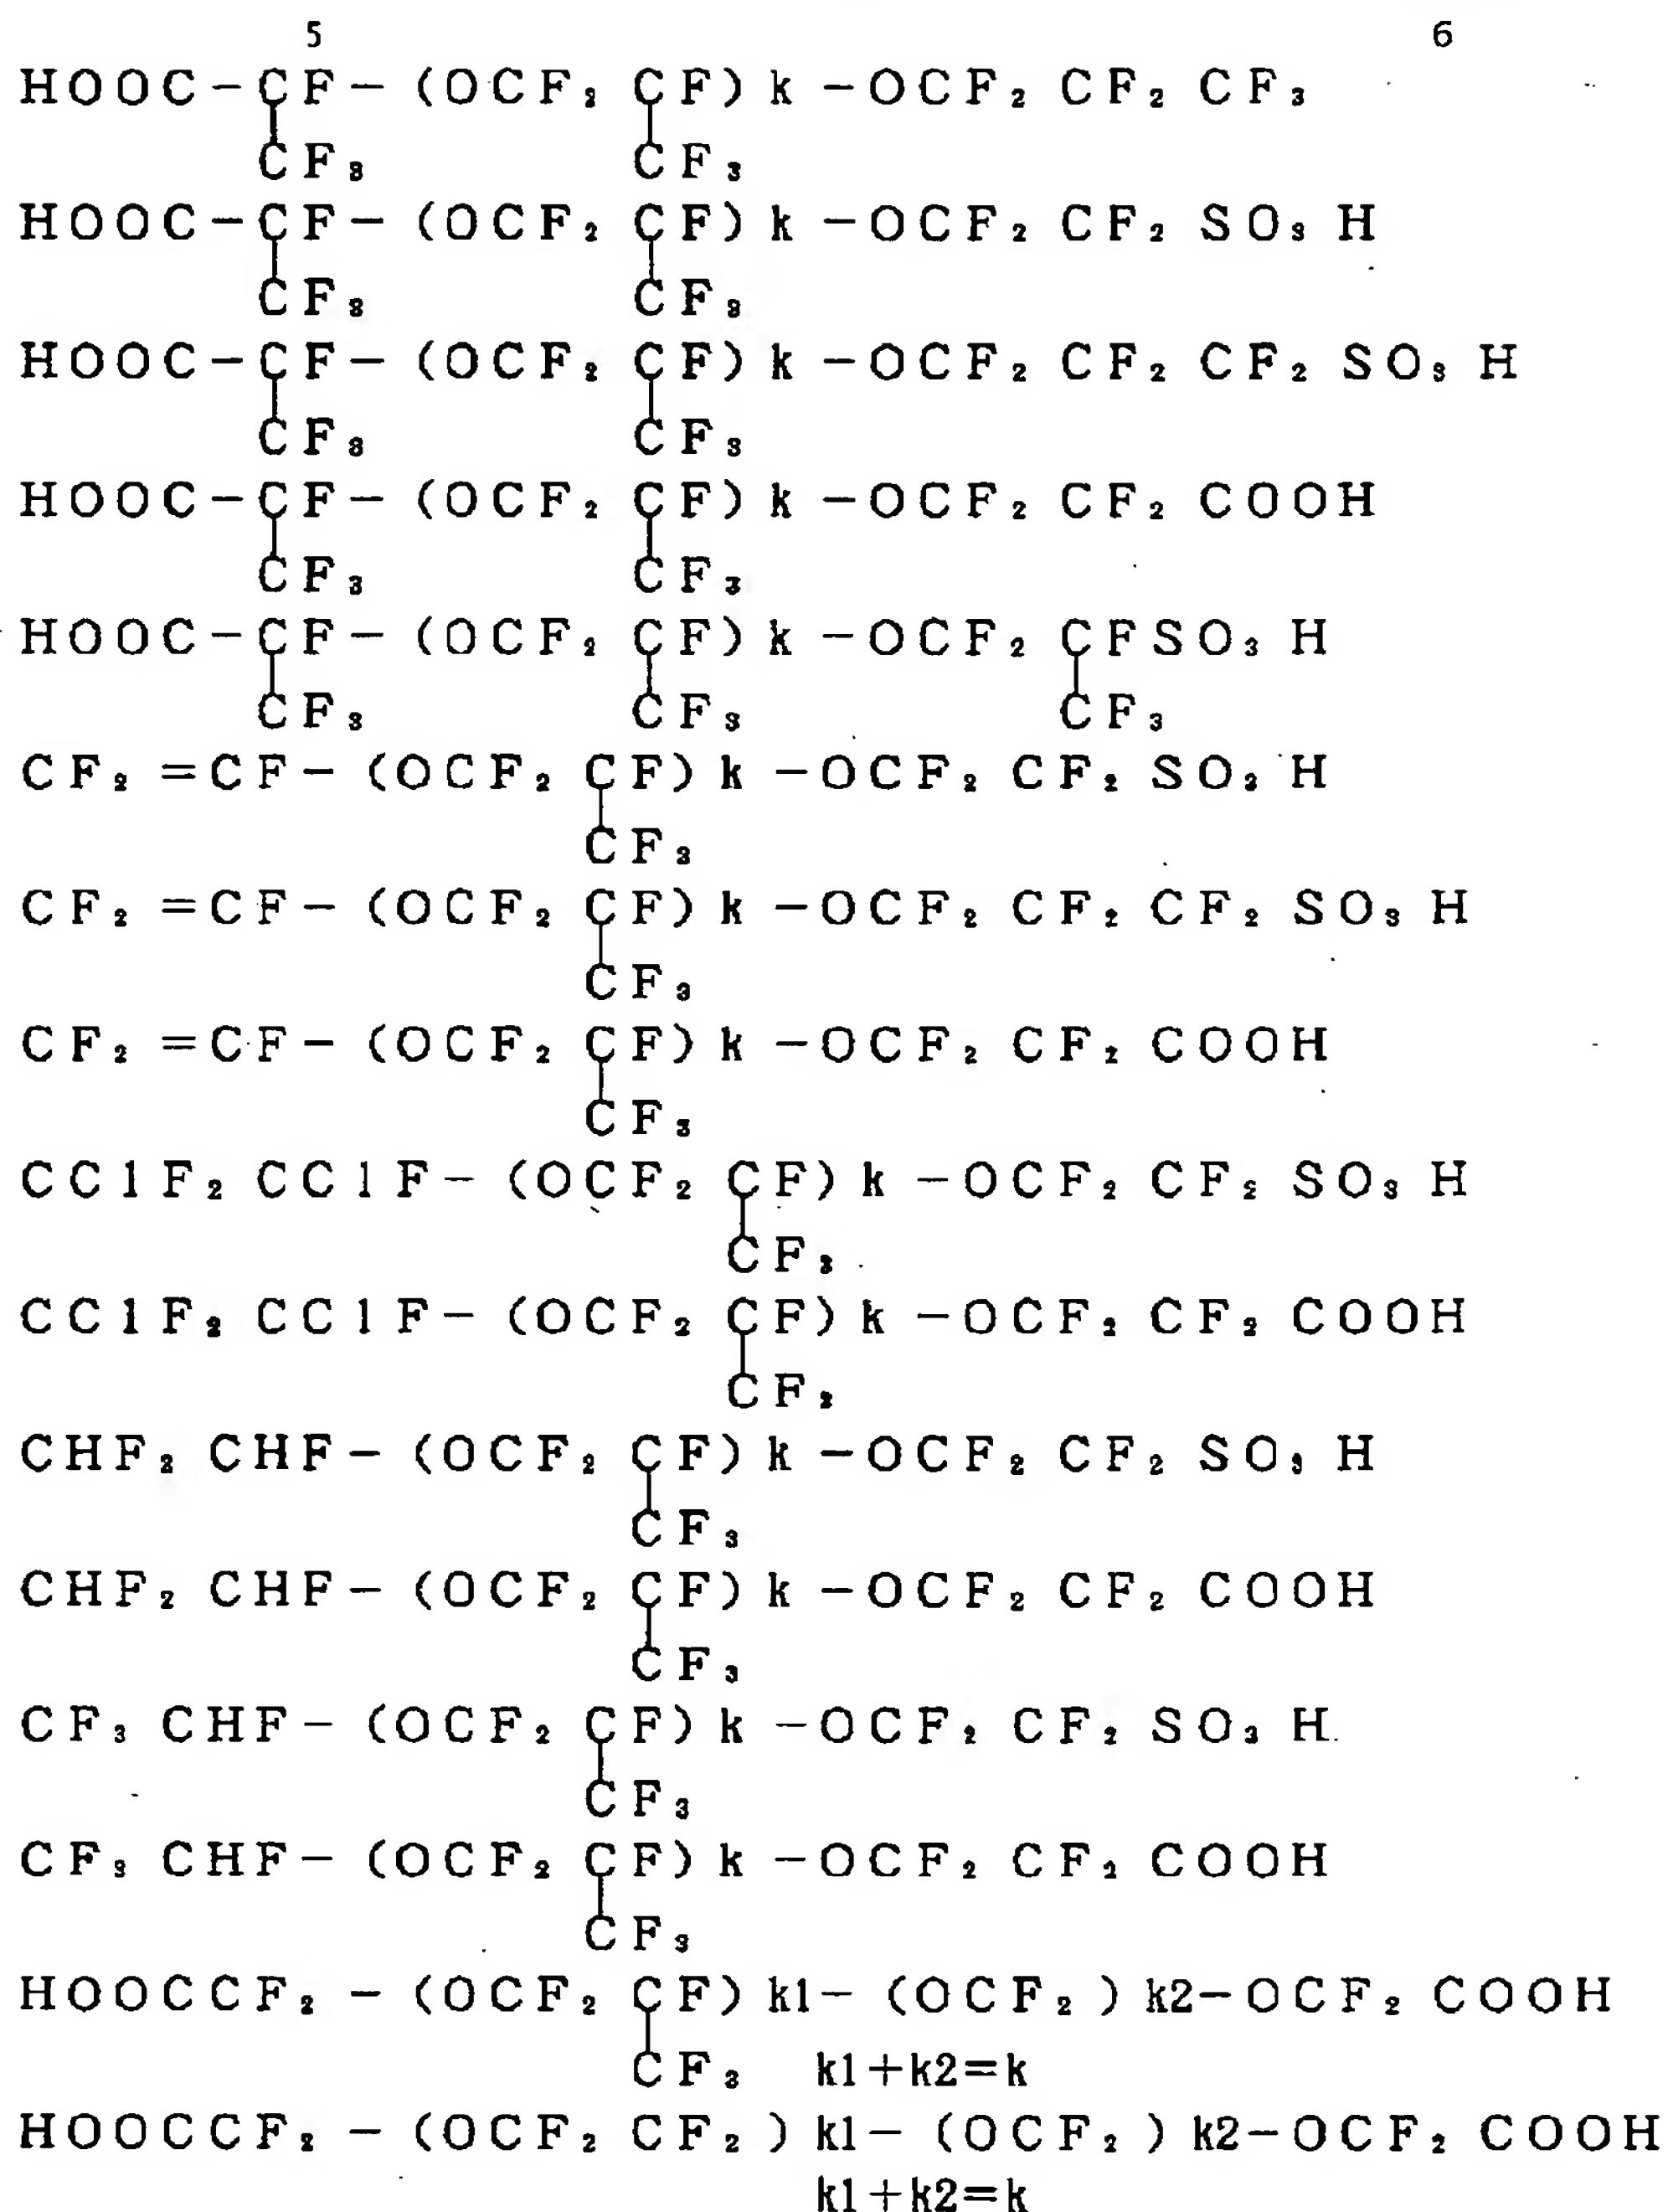 5 6
HOOC-CF-(OCF₂CF)k-OCF₂CF₂CF₃
CF₃ CF₃
HOOC-CF-(OCF₂CF)k-OCF₂CF₂SO₃H
CF₃ CF₃
HOOC-CF-(OCF₂CF)k-OCF₂CF₂CF₂SO₃H
CF₃ CF₃
HOOC-CF-(OCF₂CF)k-OCF₂CF₂COOH
CF₃ CF₃
HOOC-CF-(OCF₂CF)k-OCF₂CFSO₃H
CF₃ CF₃ CF₃
CF₂=CF-(OCF₂CF)k-OCF₂CF₂SO₃H
CF₃
CF₂=CF-(OCF₂CF)k-OCF₂CF₂CF₂SO₃H
CF₃
CF₂=CF-(OCF₂CF)k-OCF₂CF₂COOH
CF₃
CClF₂CClF-(OCF₂CF)k-OCF₂CF₂SO₃H
CF₃
CClF₂CClF-(OCF₂CF)k-OCF₂CF₂COOH
CF₃
CHF₂CHF-(OCF₂CF)k-OCF₂CF₂SO₃H
CF₃
CHF₂CHF-(OCF₂CF)k-OCF₂CF₂COOH
CF₃
CF₃CHF-(OCF₂CF)k-OCF₂CF₂SO₃H
CF₃
CF₃CHF-(OCF₂CF)k-OCF₂CF₂COOH
CF₃
HOOCCF₂-(OCF₂CF)k1-(OCF₂)k2-OCF₂COOH
CF₃ k1+k2=k
HOOCCF₂-(OCF₂CF₂)k1-(OCF₂)k2-OCF₂COOH
k1+k2=k